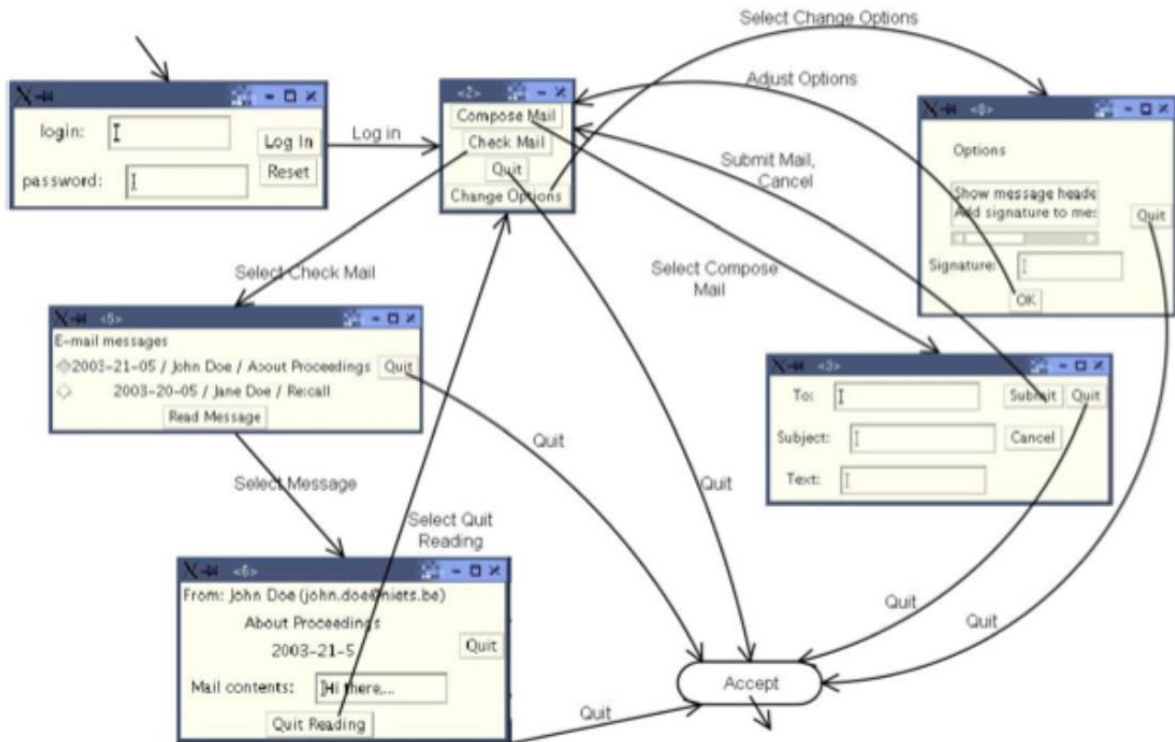 Select Change Options
Adjust Options
<2>
login:
Log In
password:
Reset
Log in
Compose Mail
Check Mail
Quit
Change Options
Submit Mail,
Cancel
Options
Show message heade
Add signature to me:
Quit
Signature:
OK
Select Check Mail
Select Compose
Mail
<5>
E-mail messages
2003-21-05 / John Doe / About Proceedings
Quit
2003-20-05 / Jane Doe / Re:call
Read Message
<3>
To:
Submit
Quit
Subject:
Cancel
Text:
Quit
Quit
Select Message
Select Quit
Reading
<6>
From: John Doe (john.doe@niets.be)
About Proceedings
2003-21-5
Quit
Mail contents:
Hi there,...
Quit Reading
Quit
Accept
Quit
Quit